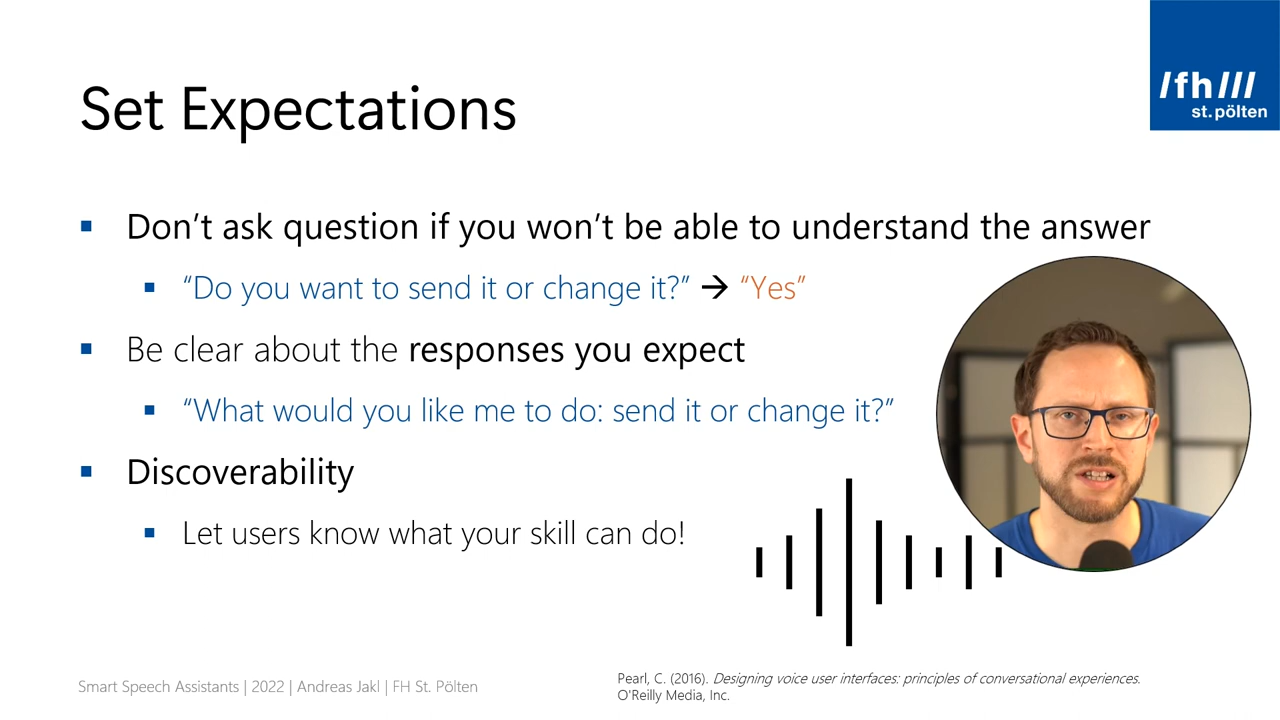 /fh///
st.pölten
Set Expectations
Don’t ask question if you won’t be able to understand the answer
“Do you want to send it or change it?” → “Yes”
Be clear about the responses you expect
“What would you like me to do: send it or change it?”
Discoverability
Let users know what your skill can do!
Smart Speech Assistants | 2022 | Andreas Jakl | FH St. Pölten
Pearl, C. (2016). Designing voice user interfaces: principles of conversational experiences.
O'Reilly Media, Inc.